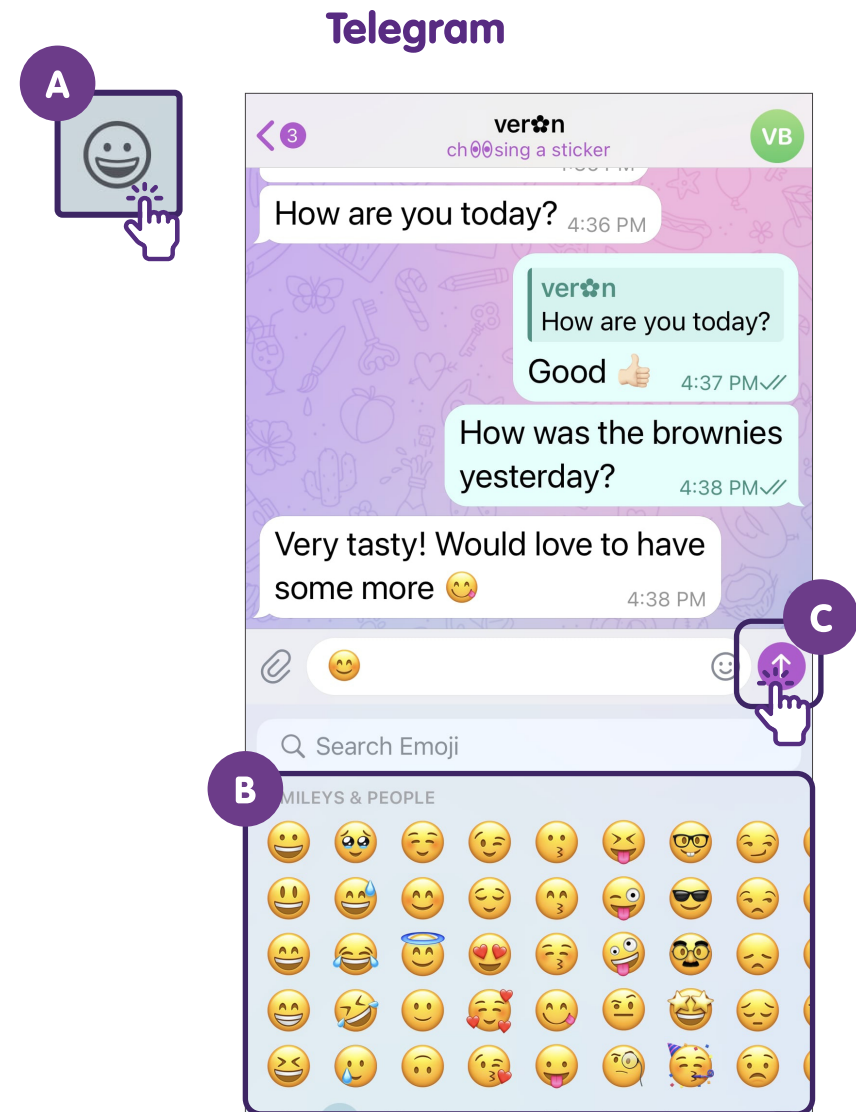 Telegram
A
3
ver✿n
ch👀sing a sticker
VB
How are you today? 4:36 PM
ver✿n
How are you today?
Good 👍🏻 4:37 PM
How was the brownies
yesterday? 4:38 PM
Very tasty! Would love to have
some more 😋 4:38 PM
C
😊
Search Emoji
B
MILEYS & PEOPLE